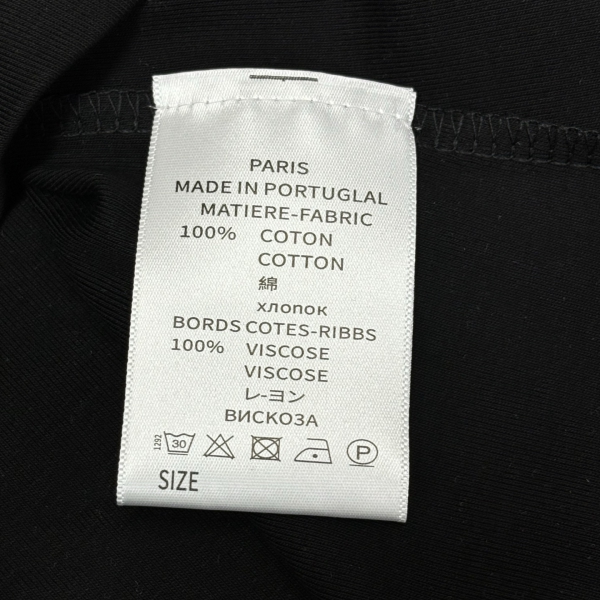 PARIS
MADE IN PORTUGLAL
MATIERE-FABRIC
100% COTON
COTTON
綿
хлопок
BORDS COTES-RIBBS
100% VISCOSE
VISCOSE
レ-ヨン
ВИСКОЗА
1292 30 P
SIZE